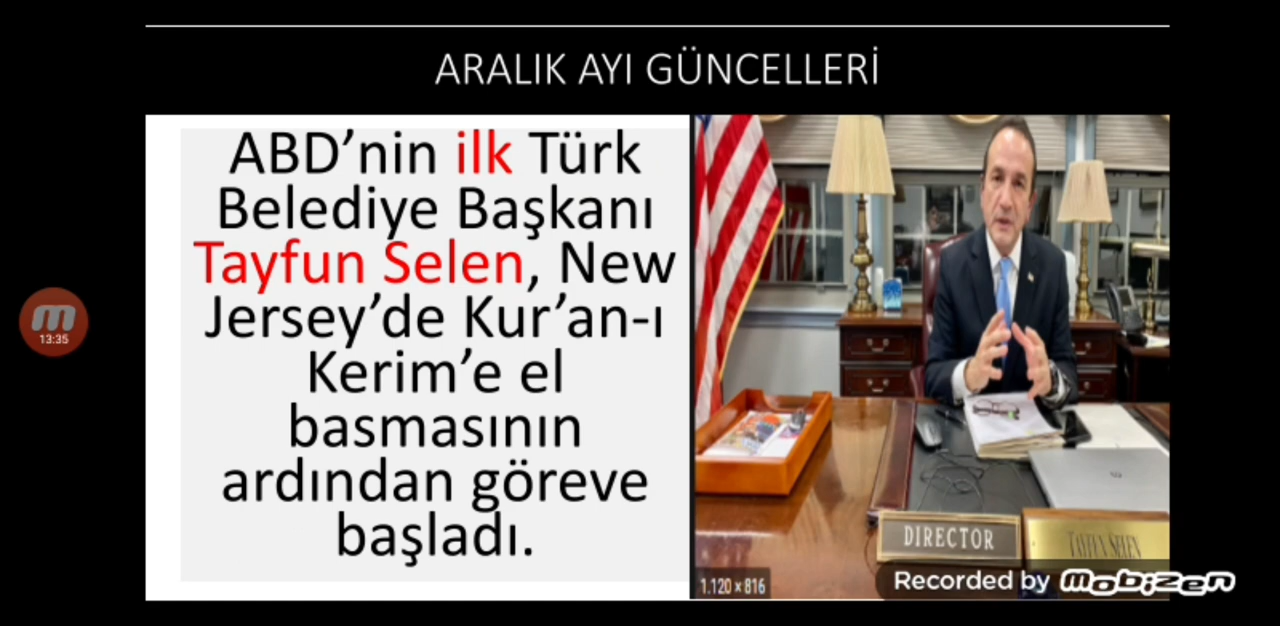 ARALIK AYI GÜNCELLERİ
ABD’nin ilk Türk
Belediye Başkanı
Tayfun Selen, New
Jersey’de Kur’an-ı
Kerim’e el
basmasının
ardından göreve
başladı.
13:35
DIRECTOR
TAYFUN SELEN
1.120 × 816
Recorded by mobizen